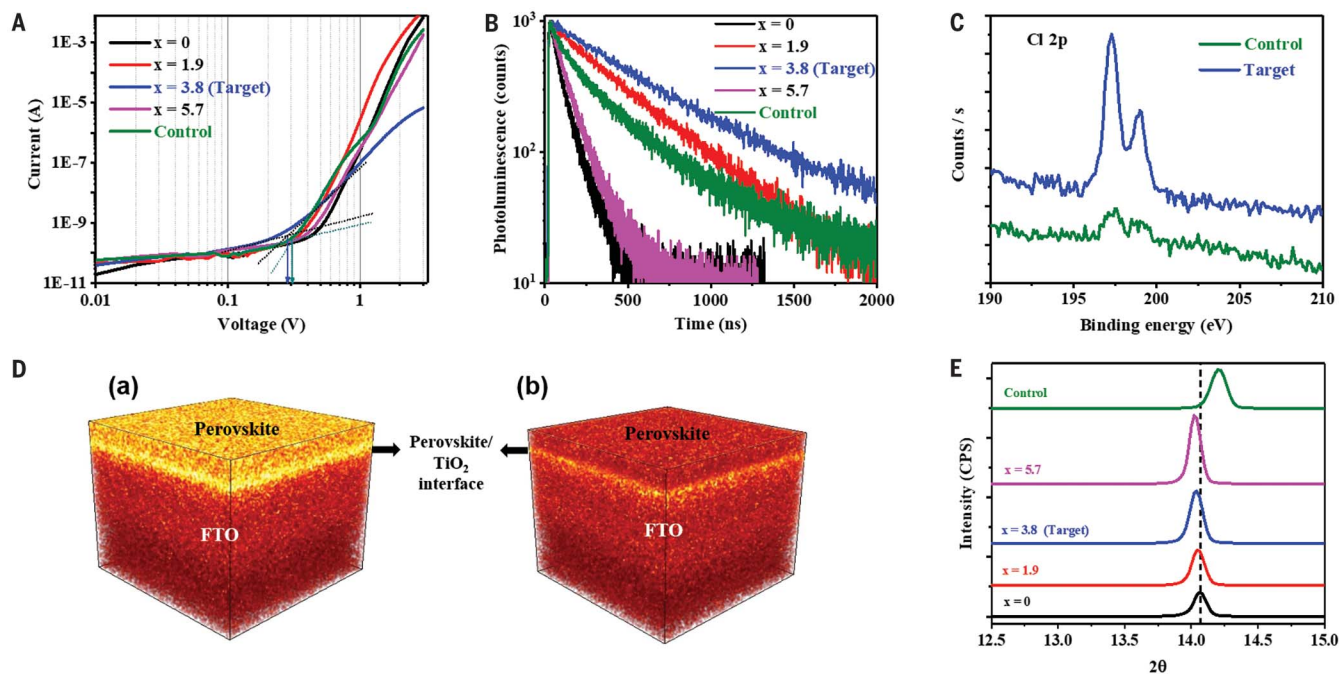 A
1E-3
1E-5
1E-7
1E-9
1E-11
0.01
0.1
1
Current (A)
Voltage (V)
x = 0
x = 1.9
x = 3.8 (Target)
x = 5.7
Control
B
10³
10²
10¹
0
500
1000
1500
2000
Photoluminescence (counts)
Time (ns)
x = 0
x = 1.9
x = 3.8 (Target)
x = 5.7
Control
C
Cl 2p
Control
Target
Counts / s
190
195
200
205
210
Binding energy (eV)
D
(a)
Perovskite
FTO
Perovskite/
TiO₂
interface
(b)
Perovskite
FTO
E
Control
x = 5.7
x = 3.8 (Target)
x = 1.9
x = 0
Intensity (CPS)
12.5
13.0
13.5
14.0
14.5
15.0
2θ